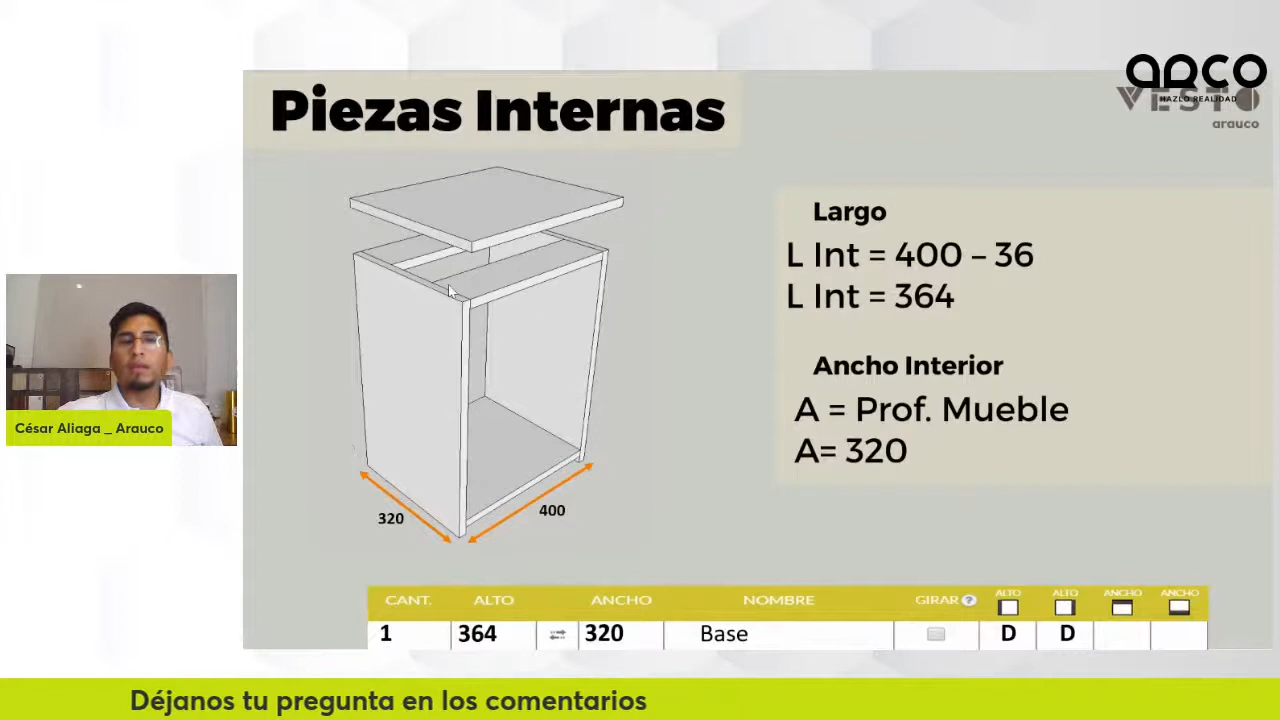 Piezas Internas
ARCO
HAZLO REALIDAD
VESTO
arauco
Largo
L Int = 400 – 36
L Int = 364
Ancho Interior
A = Prof. Mueble
A= 320
320
400
César Aliaga _ Arauco
CANT. ALTO ANCHO NOMBRE GIRAR ? ALTO ALTO ANCHO ANCHO
1 364 320 Base D D
Déjanos tu pregunta en los comentarios